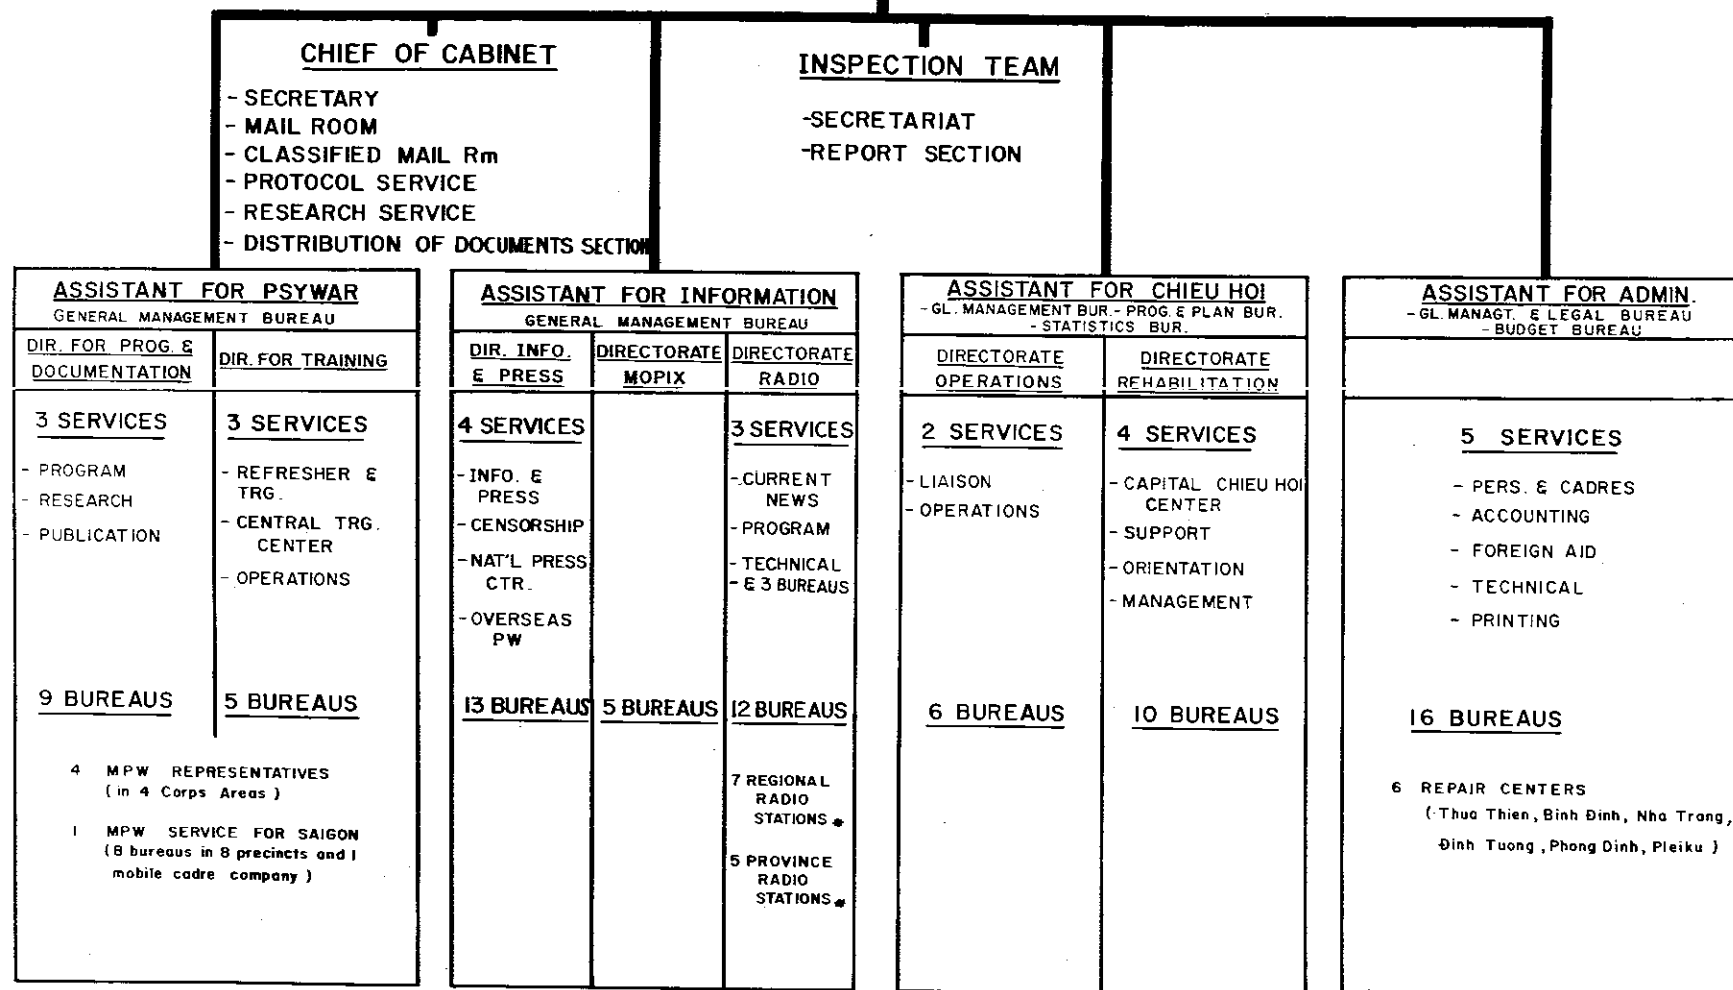 CHIEF OF CABINET
- SECRETARY
- MAIL ROOM
- CLASSIFIED MAIL Rm
- PROTOCOL SERVICE
- RESEARCH SERVICE
- DISTRIBUTION OF DOCUMENTS SECTION
INSPECTION TEAM
-SECRETARIAT
-REPORT SECTION
ASSISTANT FOR PSYWAR
GENERAL MANAGEMENT BUREAU
DIR. FOR PROG. &
DOCUMENTATION
3 SERVICES
- PROGRAM
- RESEARCH
- PUBLICATION
9 BUREAUS
DIR. FOR TRAINING
3 SERVICES
- REFRESHER &
TRG.
- CENTRAL TRG.
CENTER
- OPERATIONS
5 BUREAUS
4 MPW REPRESENTATIVES
( in 4 Corps Areas )
1 MPW SERVICE FOR SAIGON
(8 bureaus in 8 precincts and 1
mobile cadre company )
ASSISTANT FOR INFORMATION
GENERAL MANAGEMENT BUREAU
DIR. INFO.
& PRESS
4 SERVICES
- INFO. &
PRESS
- CENSORSHIP
- NAT'L PRESS
CTR.
- OVERSEAS
PW
13 BUREAUS
DIRECTORATE
MOPIX
5 BUREAUS
DIRECTORATE
RADIO
3 SERVICES
- CURRENT
NEWS
- PROGRAM
- TECHNICAL
- & 3 BUREAUS
12 BUREAUS
7 REGIONAL
RADIO
STATIONS *
5 PROVINCE
RADIO
STATIONS *
ASSISTANT FOR CHIEU HOI
- GL. MANAGEMENT BUR.- PROG. & PLAN BUR.
- STATISTICS BUR.
DIRECTORATE
OPERATIONS
2 SERVICES
- LIAISON
- OPERATIONS
6 BUREAUS
DIRECTORATE
REHABILITATION
4 SERVICES
- CAPITAL CHIEU HOI
CENTER
- SUPPORT
- ORIENTATION
- MANAGEMENT
10 BUREAUS
ASSISTANT FOR ADMIN.
- GL. MANAGT. & LEGAL BUREAU
- BUDGET BUREAU
5 SERVICES
- PERS. & CADRES
- ACCOUNTING
- FOREIGN AID
- TECHNICAL
- PRINTING
16 BUREAUS
6 REPAIR CENTERS
( Thua Thien, Binh Đinh, Nha Trang,
Đinh Tuong, Phong Dinh, Pleiku )